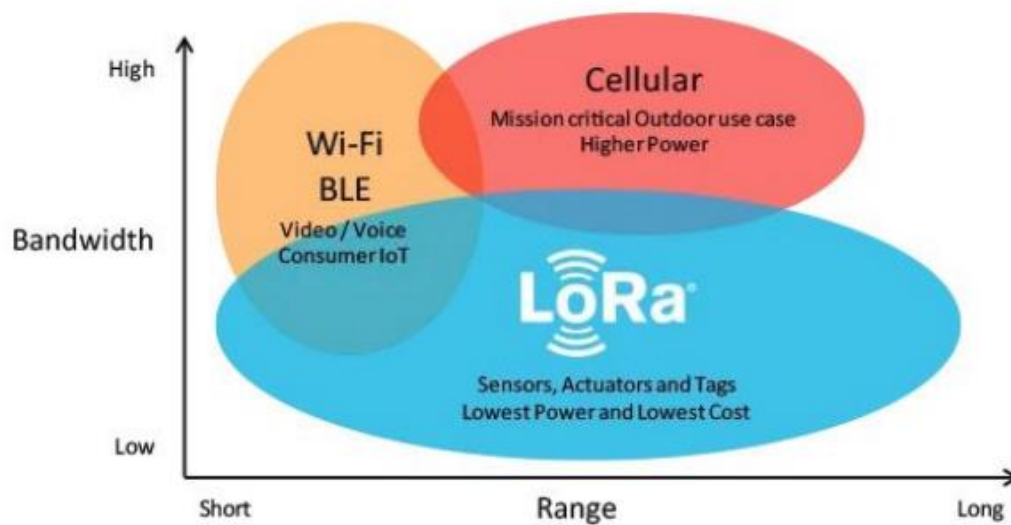 High
Bandwidth
Low
Wi-Fi
BLE
Video / Voice
Consumer IoT
Cellular
Mission critical Outdoor use case
Higher Power
LoRa®
Sensors, Actuators and Tags
Lowest Power and Lowest Cost
Short
Range
Long